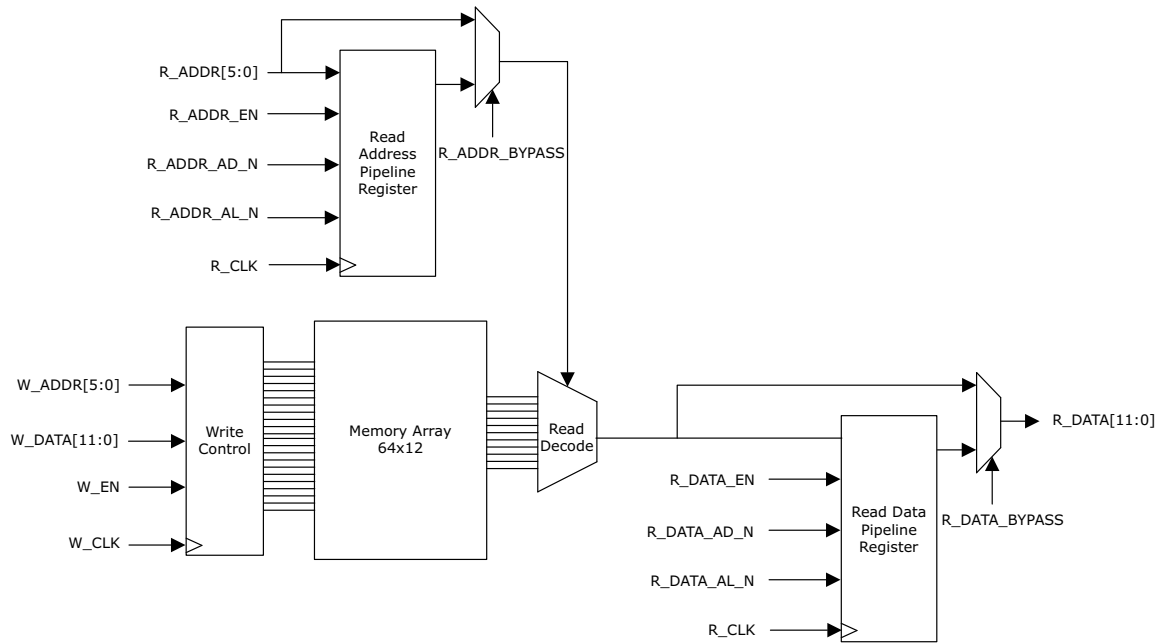 R_ADDR[5:0]
R_ADDR_EN
R_ADDR_AD_N
R_ADDR_AL_N
R_CLK
Read
Address
Pipeline
Register
R_ADDR_BYPASS
W_ADDR[5:0]
W_DATA[11:0]
W_EN
W_CLK
Write
Control
Memory Array
64x12
Read
Decode
R_DATA_EN
R_DATA_AD_N
R_DATA_AL_N
R_CLK
Read Data
Pipeline
Register
R_DATA[11:0]
R_DATA_BYPASS